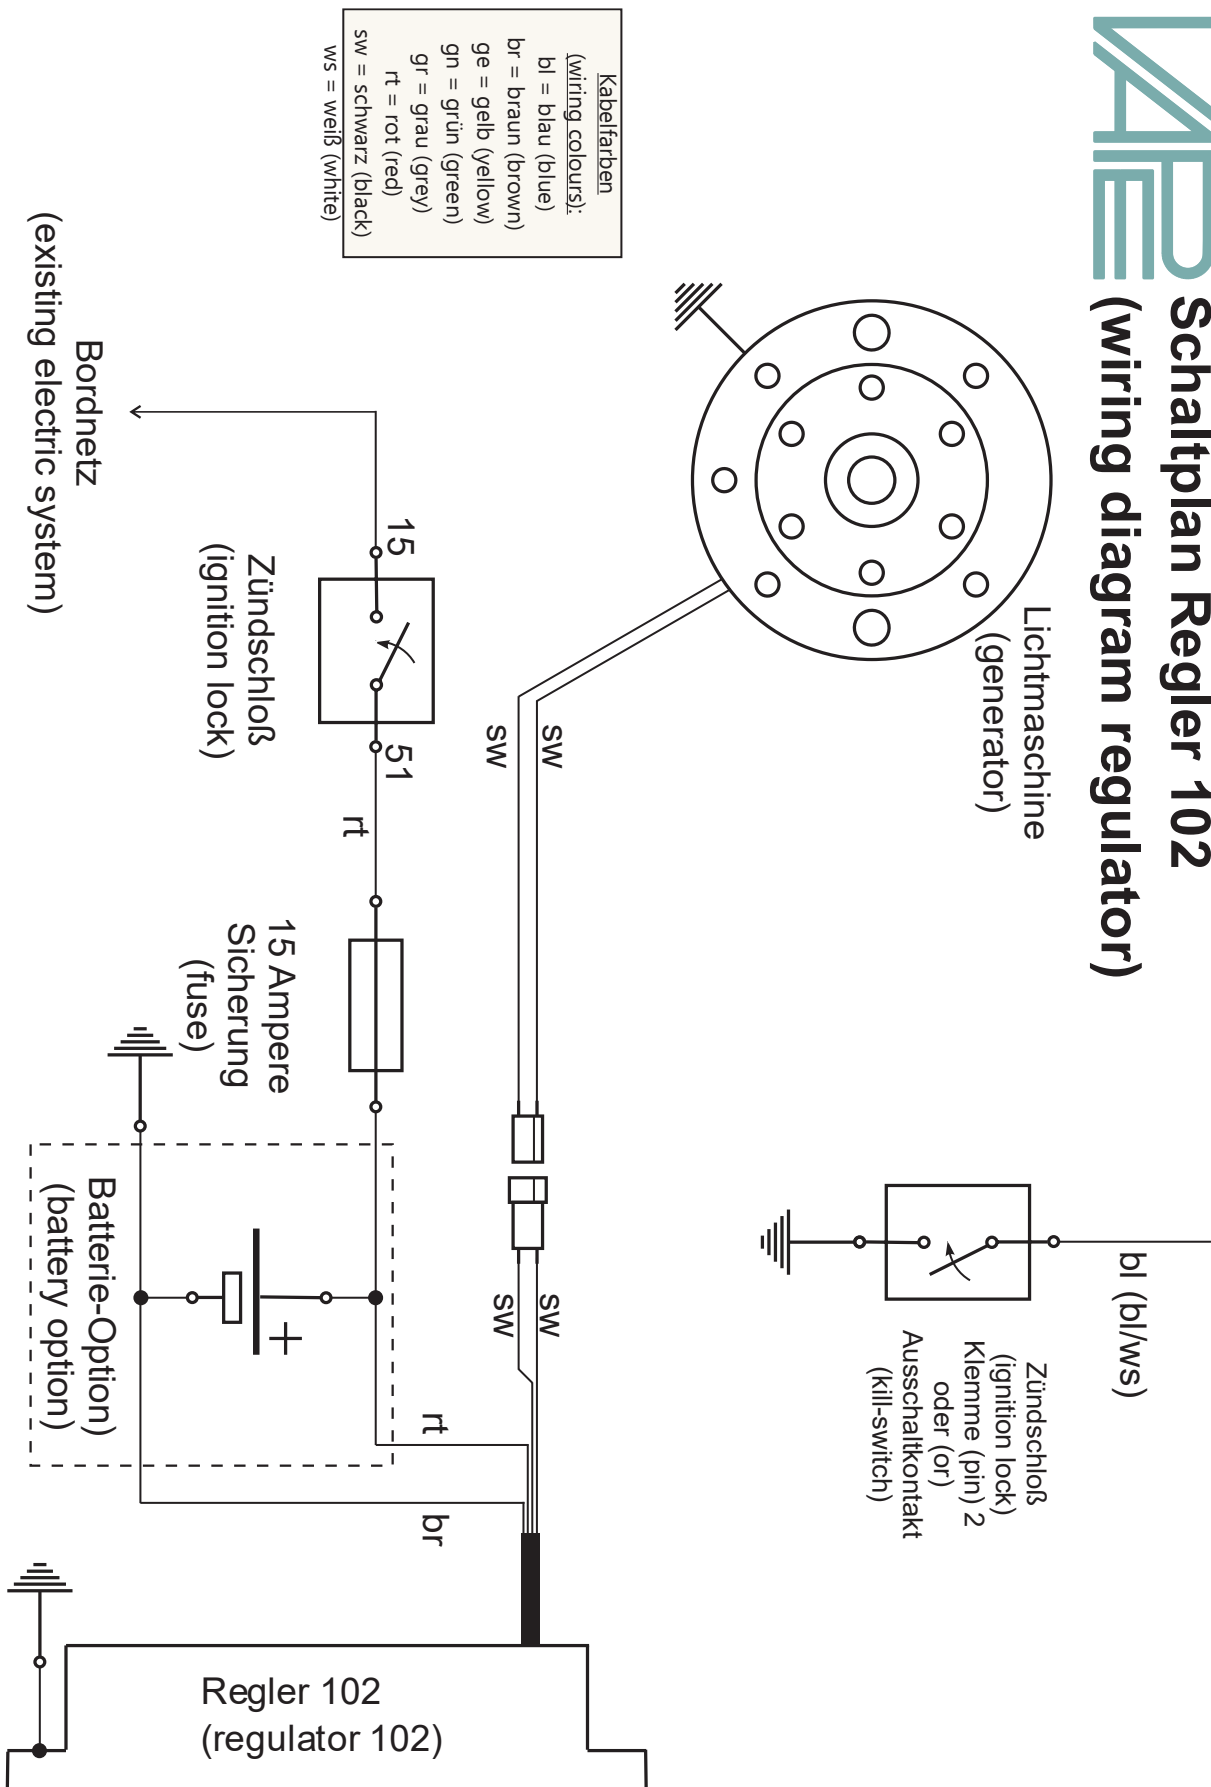 VAPE
Schaltplan Regler 102
(wiring diagram regulator)
Lichtmaschine
(generator)
Kabelfarben
(wiring colours):
bl = blau (blue)
br = braun (brown)
ge = gelb (yellow)
gn = grün (green)
gr = grau (grey)
rt = rot (red)
sw = schwarz (black)
ws = weiß (white)
bl (bl/ws)
Zündschloß
(ignition lock)
Klemme (pin) 2
oder (or)
Ausschaltkontakt
(kill-switch)
sw
sw
sw
sw
15
51
Zündschloß
(ignition lock)
rt
15 Ampere
Sicherung
(fuse)
Bordnetz
(existing electric system)
+
Batterie-Option)
(battery option)
rt
br
Regler 102
(regulator 102)